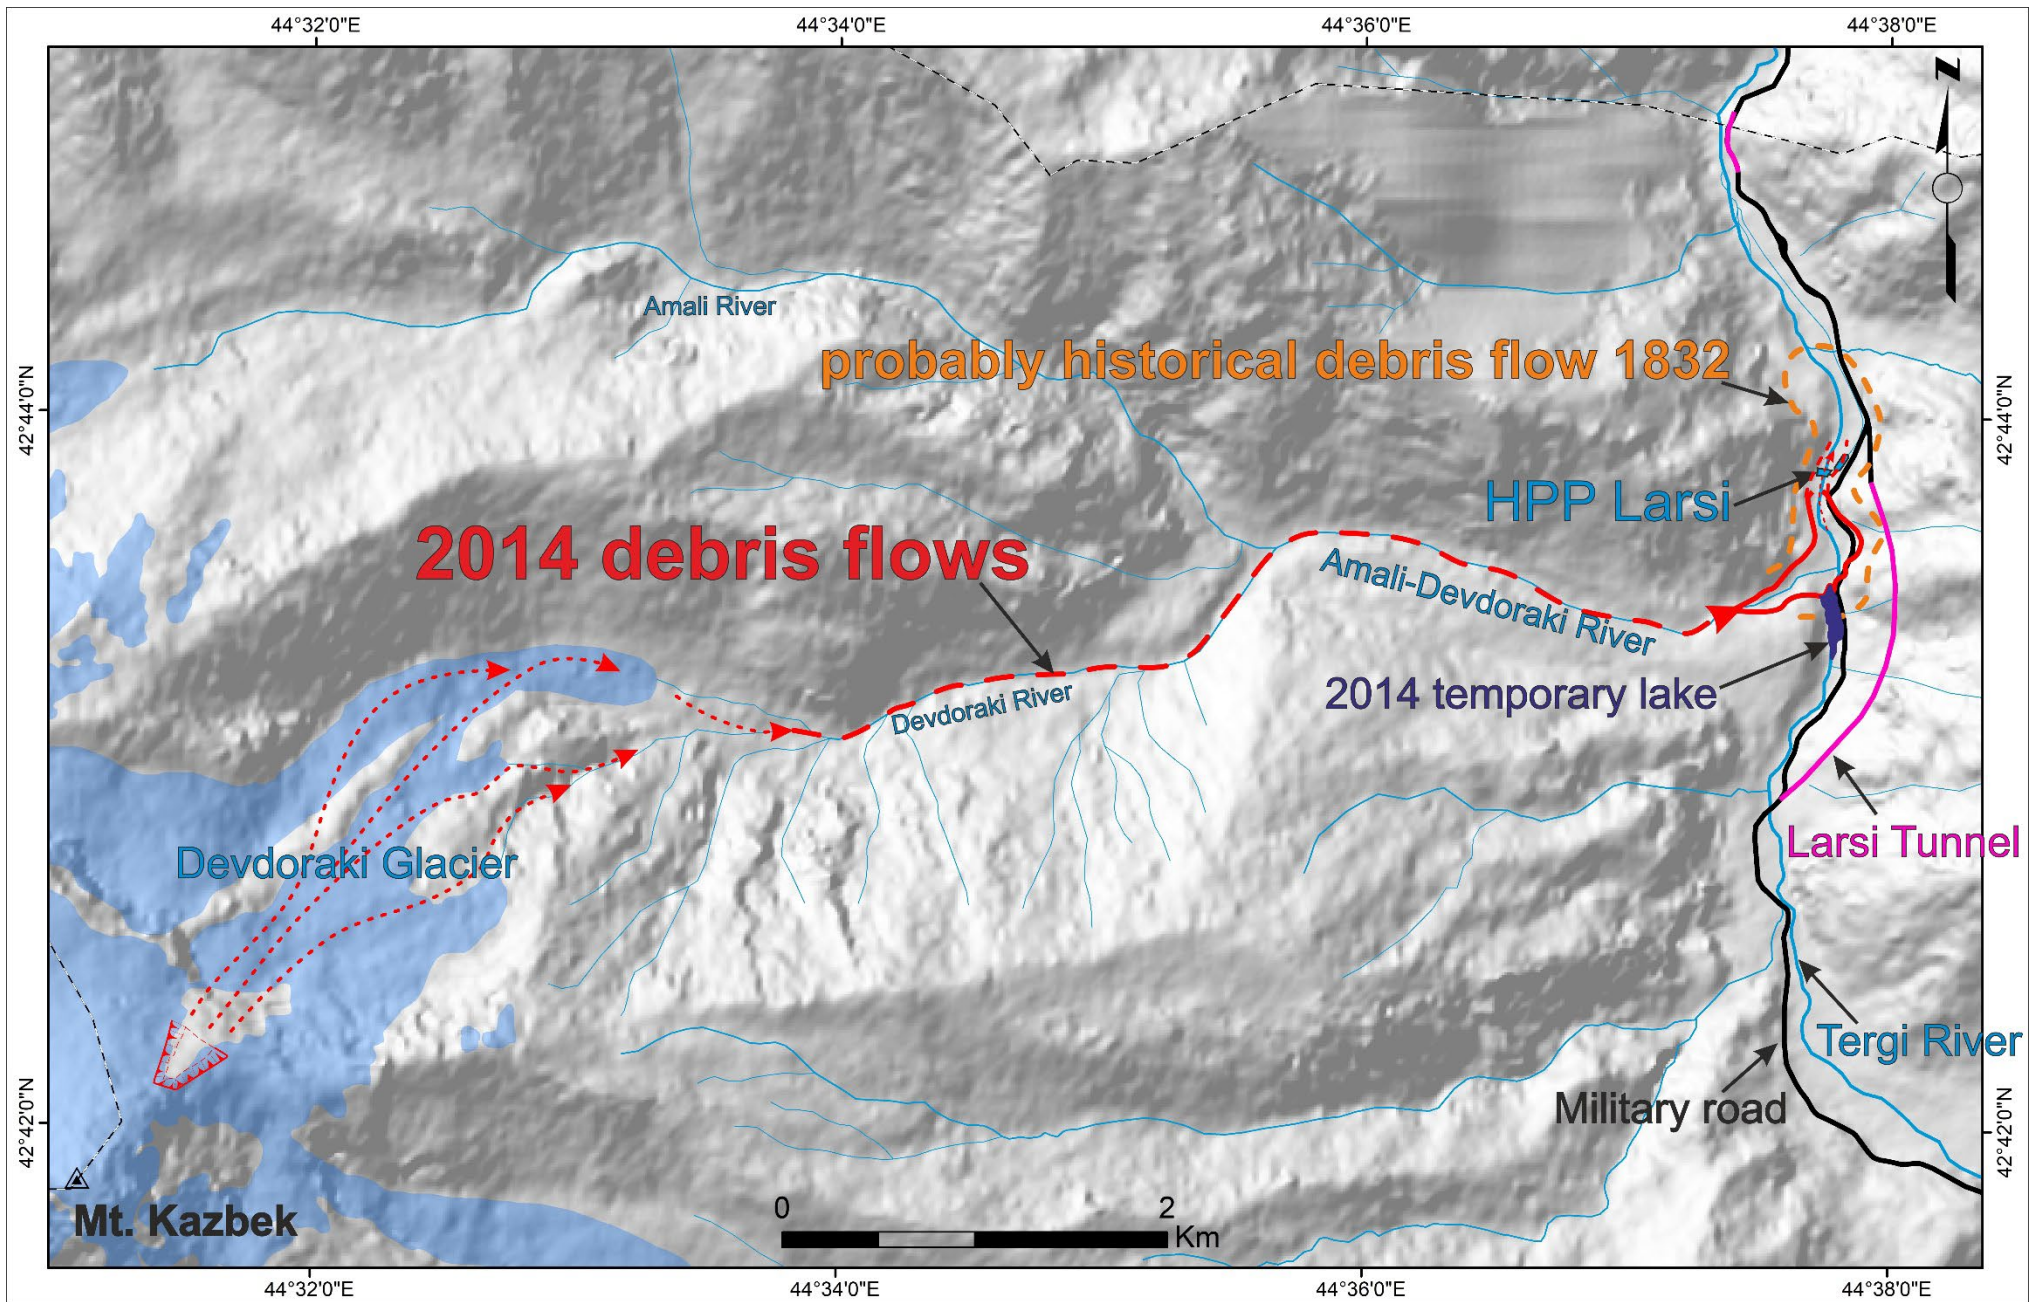 44°32'0"E
44°34'0"E
44°36'0"E
44°38'0"E
N
Amali River
probably historical debris flow 1832
42°44'0"N
42°44'0"N
HPP Larsi
2014 debris flows
Amali-Devdoraki River
2014 temporary lake
Devdoraki River
Larsi Tunnel
Devdoraki Glacier
Tergi River
Military road
42°42'0"N
42°42'0"N
Mt. Kazbek
0
2
Km
44°32'0"E
44°34'0"E
44°36'0"E
44°38'0"E